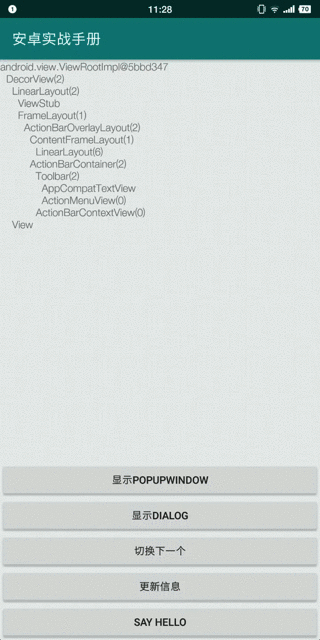 11:28
70
安卓实战手册
android.view.ViewRootImpl@5bbd347
DecorView(2)
LinearLayout(2)
ViewStub
FrameLayout(1)
ActionBarOverlayLayout(2)
ContentFrameLayout(1)
LinearLayout(6)
ActionBarContainer(2)
Toolbar(2)
AppCompatTextView
ActionMenuView(0)
ActionBarContextView(0)
View
显示POPUPWINDOW
显示DIALOG
切换下一个
更新信息
SAY HELLO